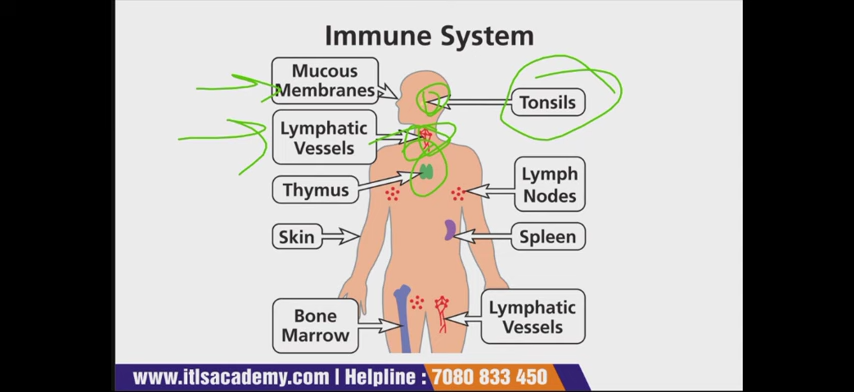 Immune System
Mucous
Membranes
Tonsils
Lymphatic
Vessels
Thymus
Lymph
Nodes
Skin
Spleen
Bone
Marrow
Lymphatic
Vessels
www.itlsacademy.com | Helpline : 7080 833 450